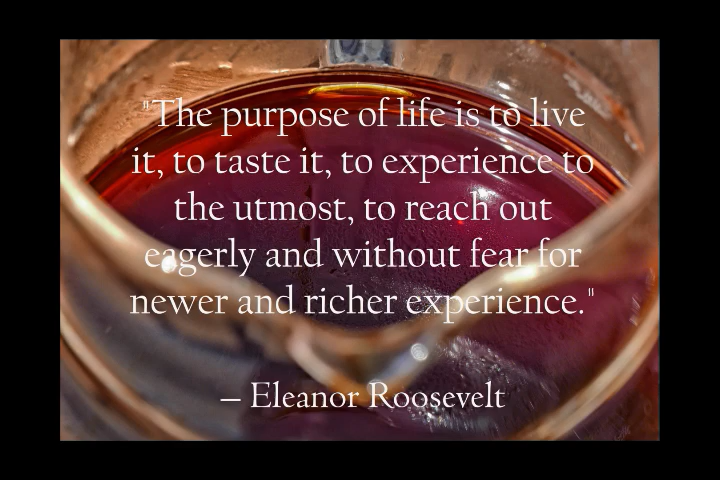 "The purpose of life is to live
it, to taste it, to experience to
the utmost, to reach out
eagerly and without fear for
newer and richer experience."
– Eleanor Roosevelt